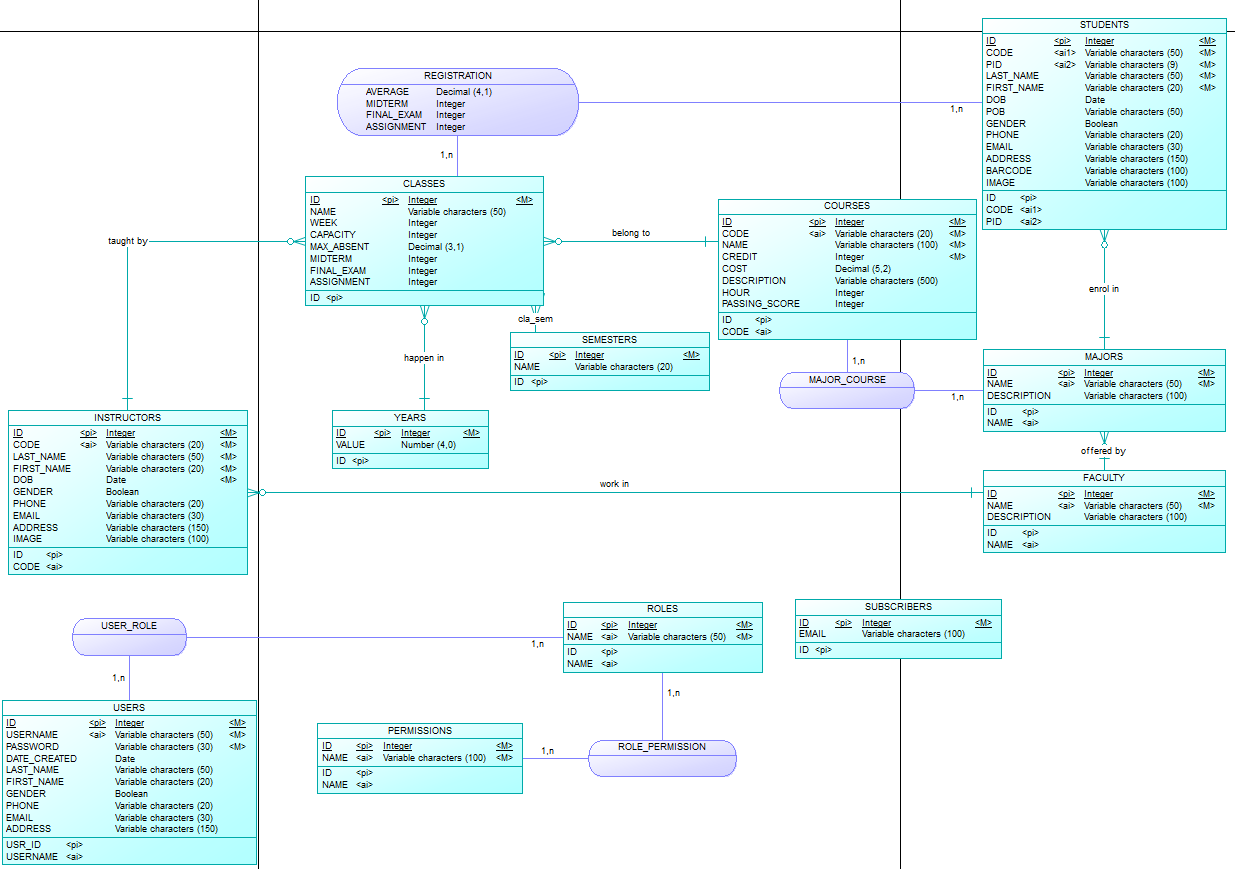 STUDENTS
ID <pi> Integer <M>
CODE <ai1> Variable characters (50) <M>
PID <ai2> Variable characters (9) <M>
LAST_NAME Variable characters (50) <M>
FIRST_NAME Variable characters (20) <M>
DOB Date
POB Variable characters (50)
GENDER Boolean
PHONE Variable characters (20)
EMAIL Variable characters (30)
ADDRESS Variable characters (150)
BARCODE Variable characters (100)
IMAGE Variable characters (100)
ID <pi>
CODE <ai1>
PID <ai2>
REGISTRATION
AVERAGE Decimal (4,1)
MIDTERM Integer
FINAL_EXAM Integer
ASSIGNMENT Integer
1,n
1,n
CLASSES
ID <pi> Integer <M>
NAME Variable characters (50)
WEEK Integer
CAPACITY Integer
MAX_ABSENT Decimal (3,1)
MIDTERM Integer
FINAL_EXAM Integer
ASSIGNMENT Integer
ID <pi>
taught by
belong to
COURSES
ID <pi> Integer <M>
CODE <ai> Variable characters (20) <M>
NAME Variable characters (100) <M>
CREDIT Integer <M>
COST Decimal (5,2)
DESCRIPTION Variable characters (500)
HOUR Integer
PASSING_SCORE Integer
ID <pi>
CODE <ai>
enrol in
cla_sem
happen in
SEMESTERS
ID <pi> Integer <M>
NAME Variable characters (20)
ID <pi>
1,n
MAJOR_COURSE
1,n
MAJORS
ID <pi> Integer <M>
NAME <ai> Variable characters (50) <M>
DESCRIPTION Variable characters (100)
ID <pi>
NAME <ai>
INSTRUCTORS
ID <pi> Integer <M>
CODE <ai> Variable characters (20) <M>
LAST_NAME Variable characters (50) <M>
FIRST_NAME Variable characters (20) <M>
DOB Date <M>
GENDER Boolean
PHONE Variable characters (20)
EMAIL Variable characters (30)
ADDRESS Variable characters (150)
IMAGE Variable characters (100)
ID <pi>
CODE <ai>
YEARS
ID <pi> Integer <M>
VALUE Number (4,0)
ID <pi>
offered by
work in
FACULTY
ID <pi> Integer <M>
NAME <ai> Variable characters (50) <M>
DESCRIPTION Variable characters (100)
ID <pi>
NAME <ai>
USER_ROLE
1,n
1,n
ROLES
ID <pi> Integer <M>
NAME <ai> Variable characters (50) <M>
ID <pi>
NAME <ai>
SUBSCRIBERS
ID <pi> Integer <M>
EMAIL Variable characters (100)
ID <pi>
1,n
USERS
ID <pi> Integer <M>
USERNAME <ai> Variable characters (50) <M>
PASSWORD Variable characters (30) <M>
DATE_CREATED Date
LAST_NAME Variable characters (50)
FIRST_NAME Variable characters (20)
GENDER Boolean
PHONE Variable characters (20)
EMAIL Variable characters (30)
ADDRESS Variable characters (150)
USR_ID <pi>
USERNAME <ai>
PERMISSIONS
ID <pi> Integer <M>
NAME <ai> Variable characters (100) <M>
ID <pi>
NAME <ai>
1,n
ROLE_PERMISSION